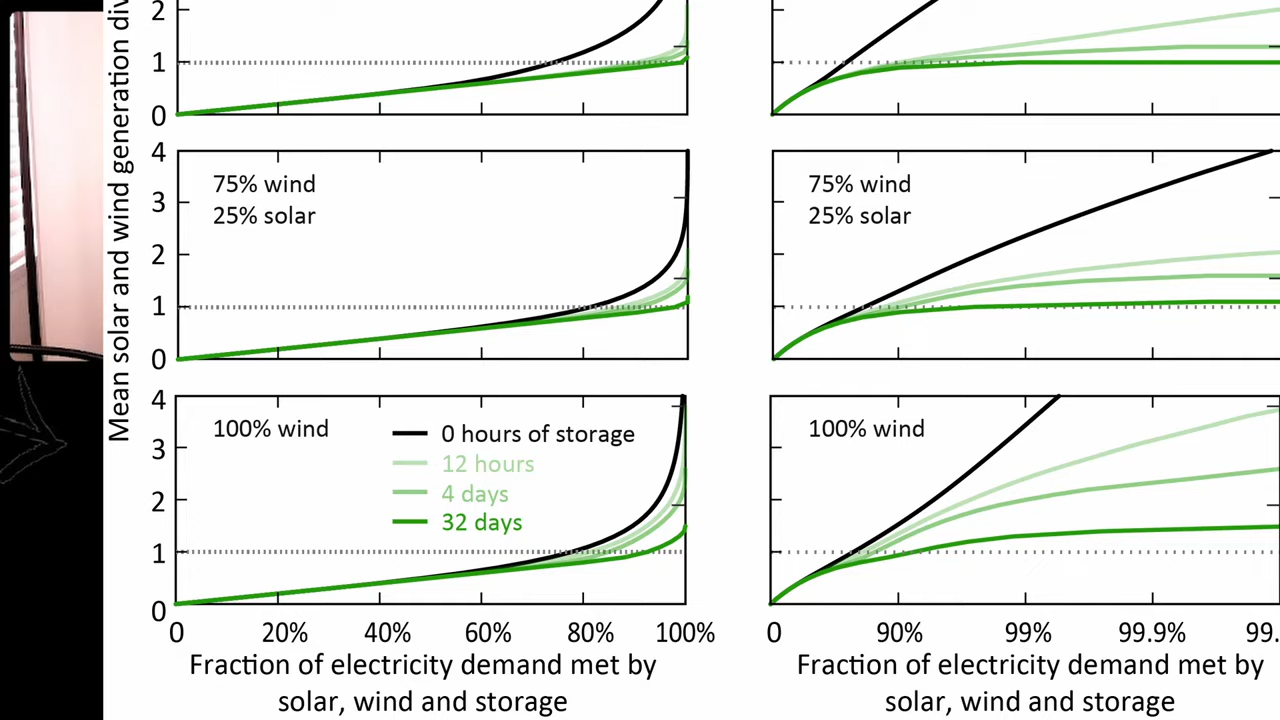 Mean solar and wind generation div
2
1
0
4
3
2
1
0
75% wind
25% solar
75% wind
25% solar
4
3
2
1
0
100% wind
0 hours of storage
12 hours
4 days
32 days
100% wind
0 20% 40% 60% 80% 100%
0 90% 99% 99.9% 99.
Fraction of electricity demand met by
solar, wind and storage
Fraction of electricity demand met by
solar, wind and storage